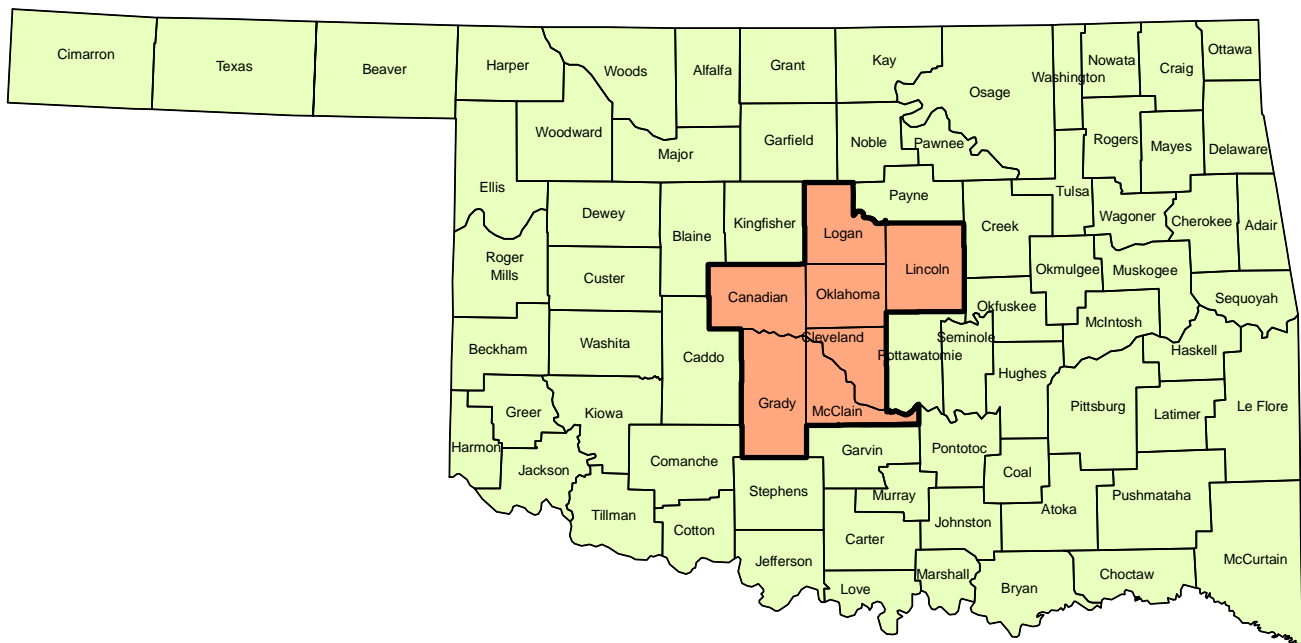 Cimarron
Texas
Beaver
Harper
Woods
Alfalfa
Grant
Kay
Osage
Washington
Nowata
Craig
Ottawa
Woodward
Major
Garfield
Noble
Pawnee
Rogers
Mayes
Delaware
Ellis
Dewey
Blaine
Kingfisher
Logan
Payne
Creek
Tulsa
Wagoner
Cherokee
Adair
Roger
Mills
Custer
Canadian
Oklahoma
Lincoln
Okfuskee
Okmulgee
Muskogee
Sequoyah
Beckham
Washita
Caddo
Cleveland
Pottawatomie
Seminole
Hughes
McIntosh
Haskell
Greer
Kiowa
Grady
McClain
Pittsburg
Latimer
Le Flore
Harmon
Jackson
Comanche
Garvin
Pontotoc
Coal
Tillman
Cotton
Stephens
Murray
Johnston
Atoka
Pushmataha
Jefferson
Carter
Love
Marshall
Bryan
Choctaw
McCurtain